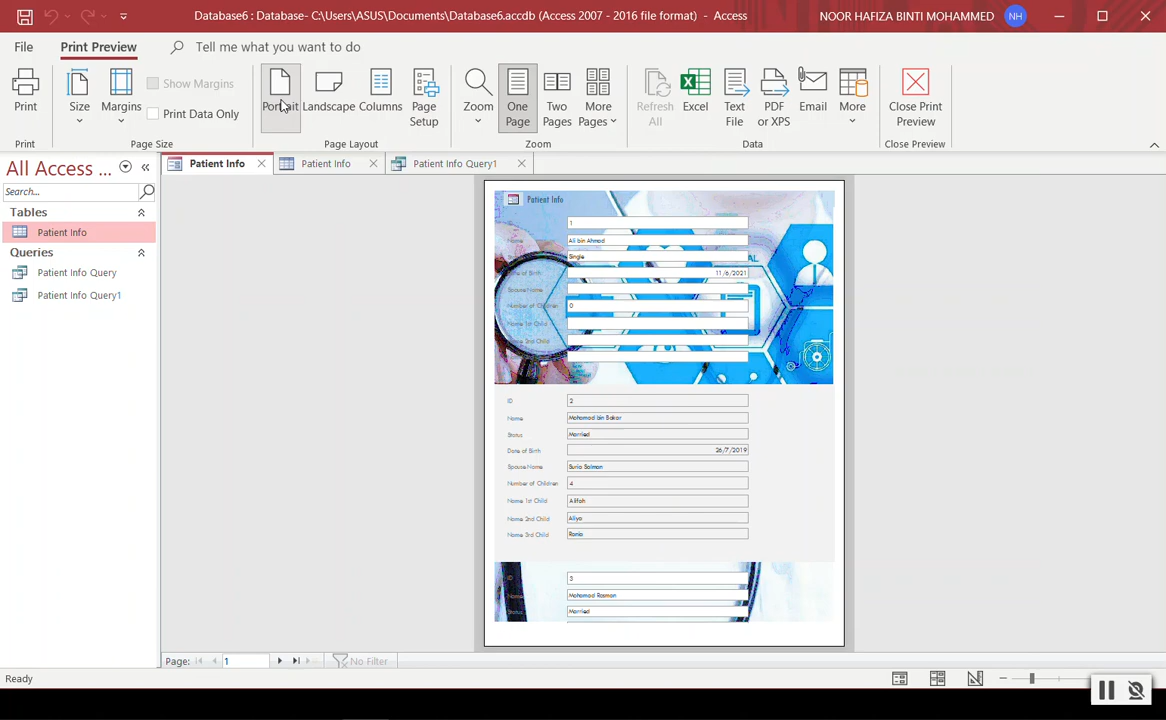 Database6 : Database- C:\Users\ASUS\Documents\Database6.accdb (Access 2007 - 2016 file format) - Access
NOOR HAFIZA BINTI MOHAMMED NH
File Print Preview Tell me what you want to do
Print
Size
Margins
Show Margins
Print Data Only
Portrait
Landscape
Columns
Page
Setup
Zoom
One
Page
Two
Pages
More
Pages
Refresh
All
Excel
Text
File
PDF
or XPS
Email
More
Close Print
Preview
Print Page Size Page Layout Zoom Data Close Preview
All Access ...
Patient Info
Patient Info
Patient Info Query1
Search...
Tables
Patient Info
Queries
Patient Info Query
Patient Info Query1
Patient Info
ID 1
Name Ali bin Ahmad
Single
Date of Birth 11/6/2021
Spouse Name
Number of Children 0
Name 1st Child
Name 2nd Child
ID 2
Name Mohamad bin Bakar
Status Married
Date of Birth 26/7/2019
Spouse Name Suria Salman
Number of Children 4
Name 1st Child Alifah
Name 2nd Child Aliya
Name 3rd Child Rania
ID 3
Name Mohamad Rosman
Status Married
Page: 1 No Filter
Ready